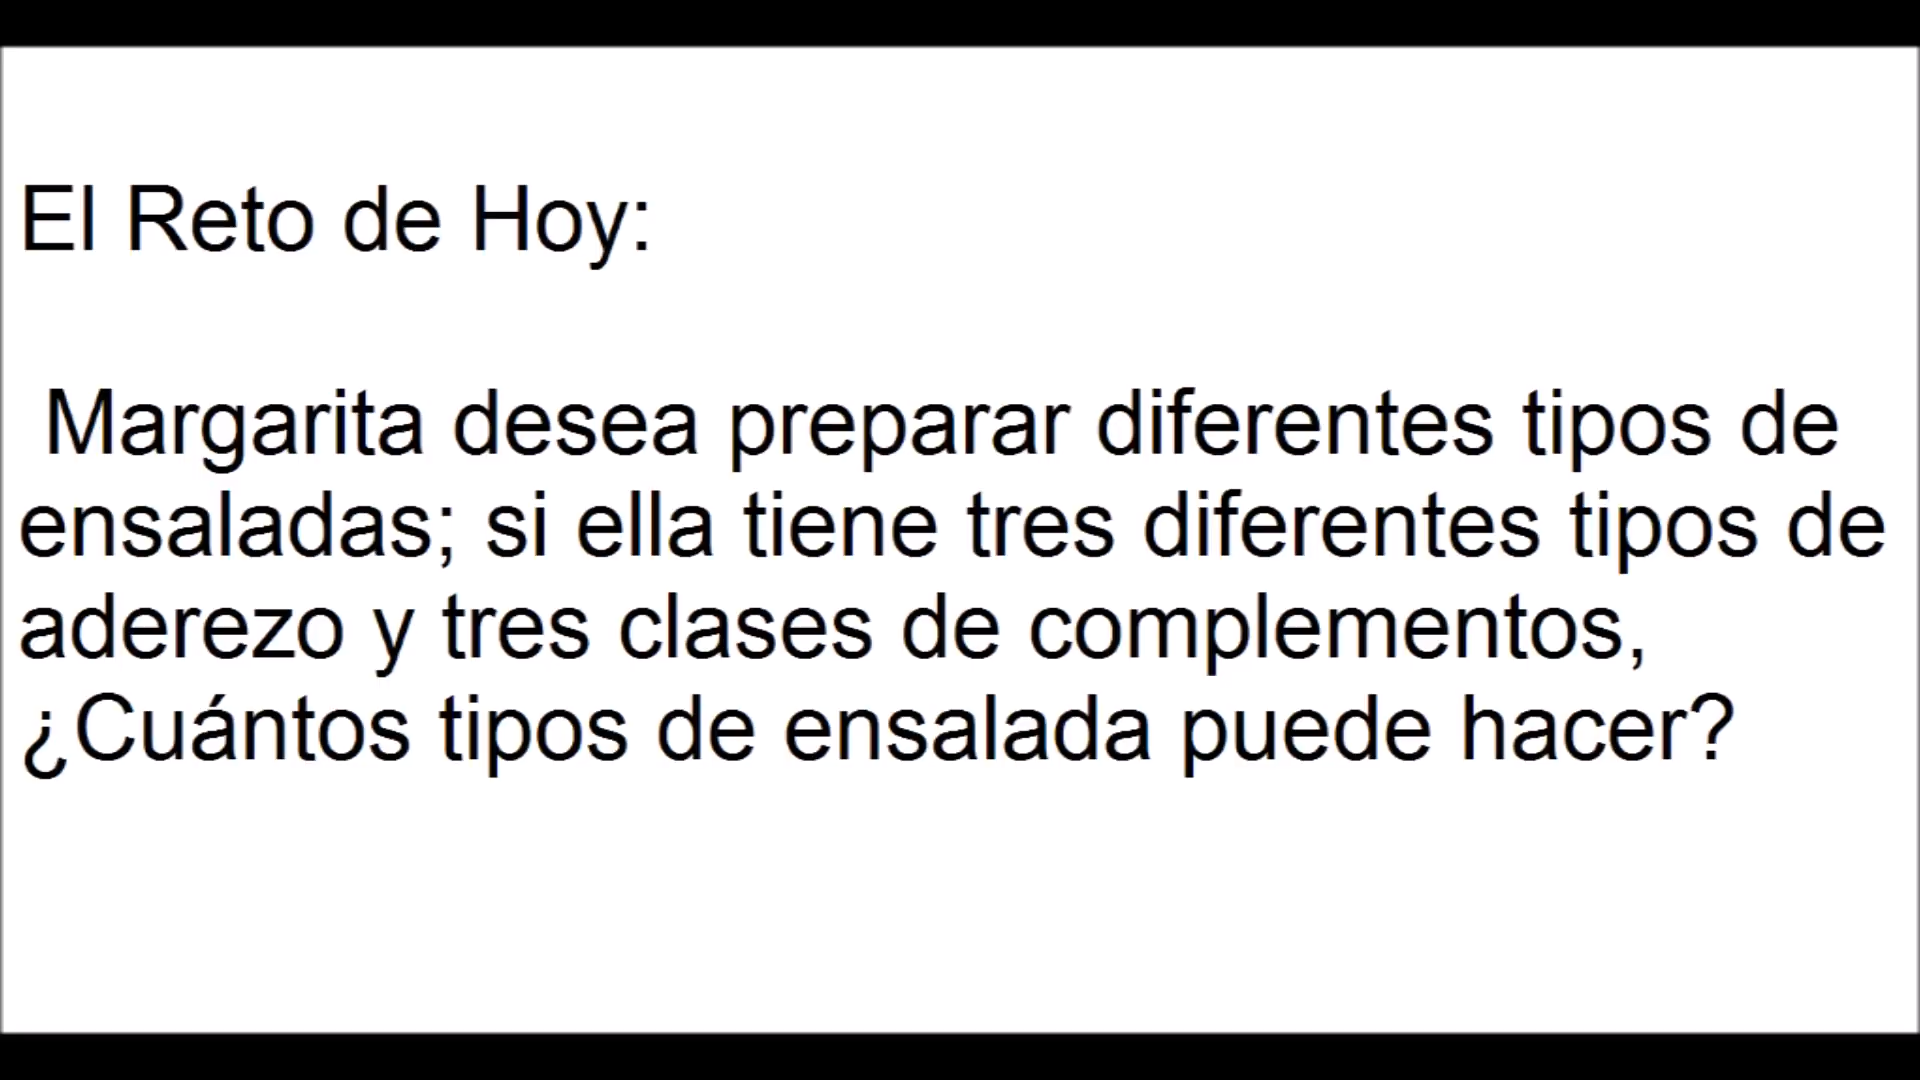 El Reto de Hoy:
Margarita desea preparar diferentes tipos de
ensaladas; si ella tiene tres diferentes tipos de
aderezo y tres clases de complementos,
¿Cuántos tipos de ensalada puede hacer?